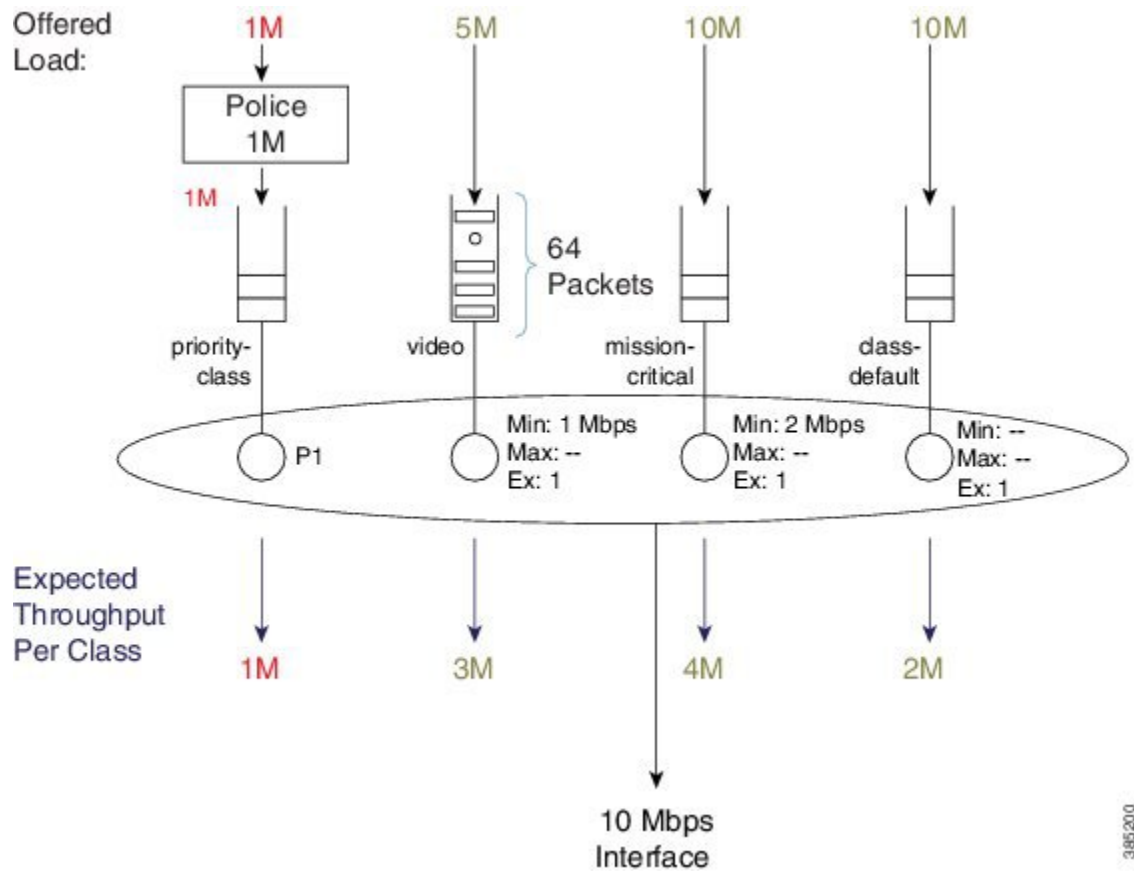 Offered
Load:
1M
5M
10M
10M
Police
1M
1M
64
Packets
priority-
class
video
mission-
critical
class-
default
P1
Min: 1 Mbps
Max: --
Ex: 1
Min: 2 Mbps
Max: --
Ex: 1
Min: --
Max: --
Ex: 1
Expected
Throughput
Per Class
1M
3M
4M
2M
10 Mbps
Interface
385200